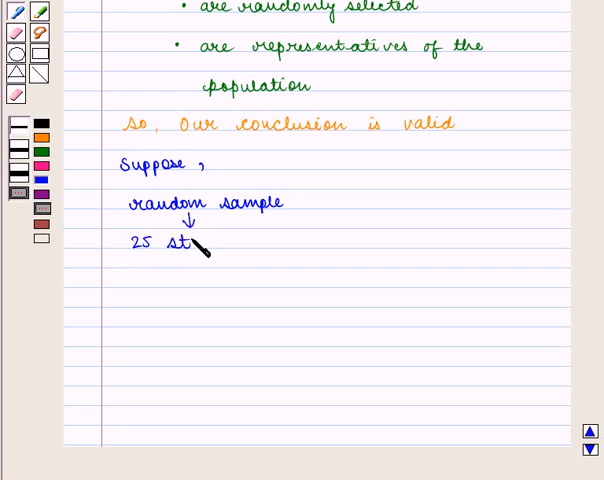 • are randomly selected
• are representatives of the
population
So, Our conclusion is valid
Suppose,
random sample
↓
25 st